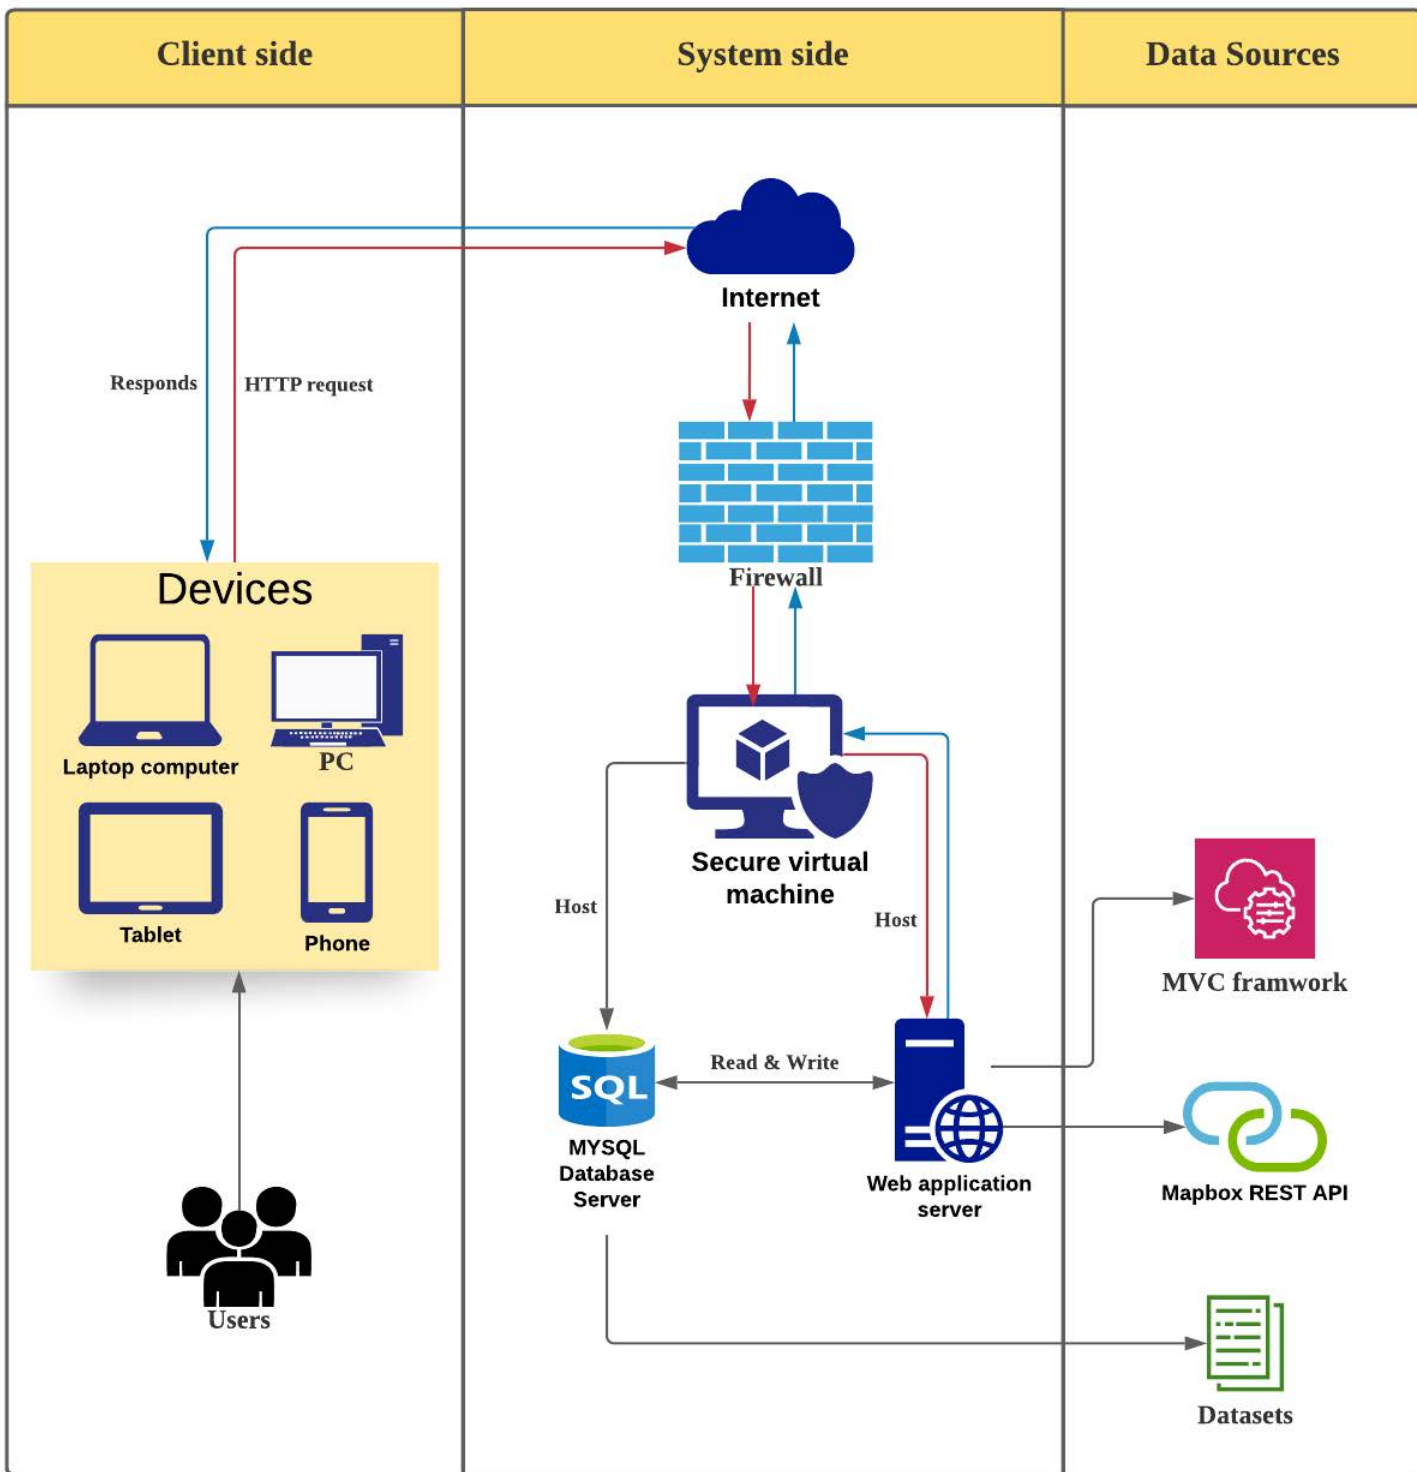 Client side
System side
Data Sources
Internet
Responds
HTTP request
Firewall
Devices
Laptop computer
PC
Tablet
Phone
Users
Secure virtual
machine
Host
Host
Read & Write
SQL
MYSQL
Database
Server
Web application
server
MVC framwork
Mapbox REST API
Datasets